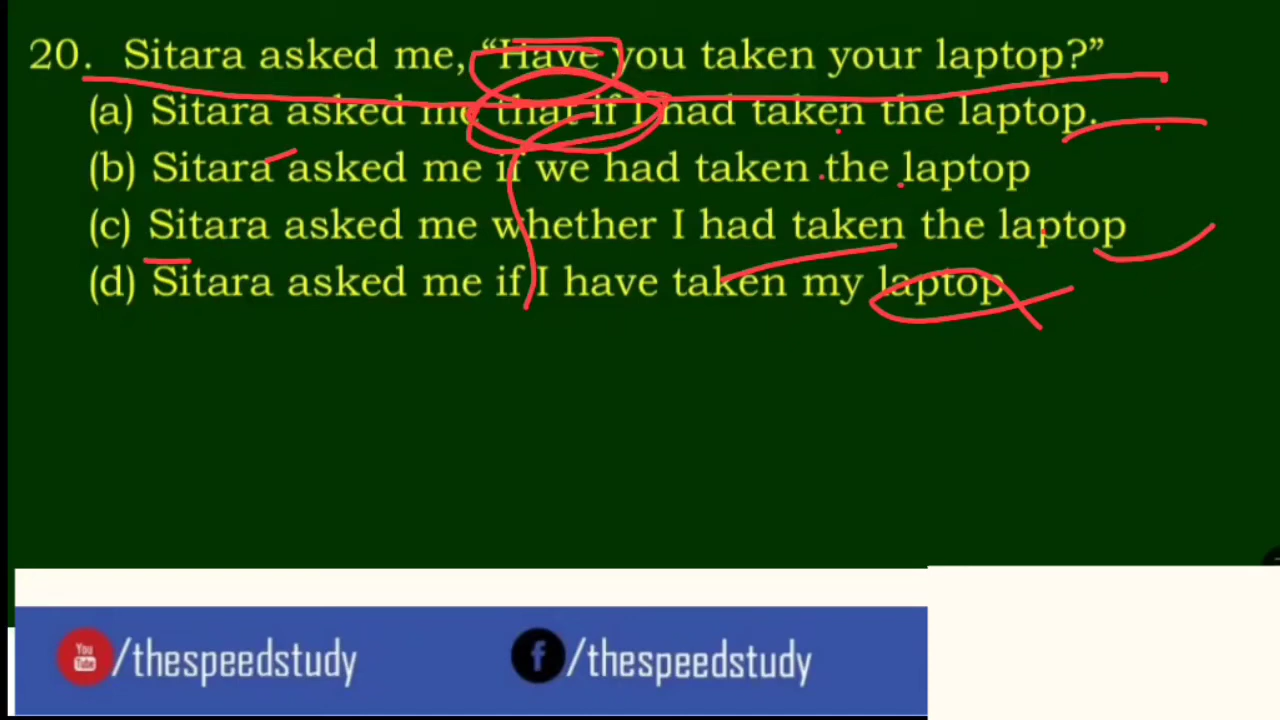 20. Sitara asked me, “Have you taken your laptop?”
(a) Sitara asked me that if I had taken the laptop.
(b) Sitara asked me if we had taken the laptop
(c) Sitara asked me whether I had taken the laptop
(d) Sitara asked me if I have taken my laptop
You Tube /thespeedstudy f /thespeedstudy